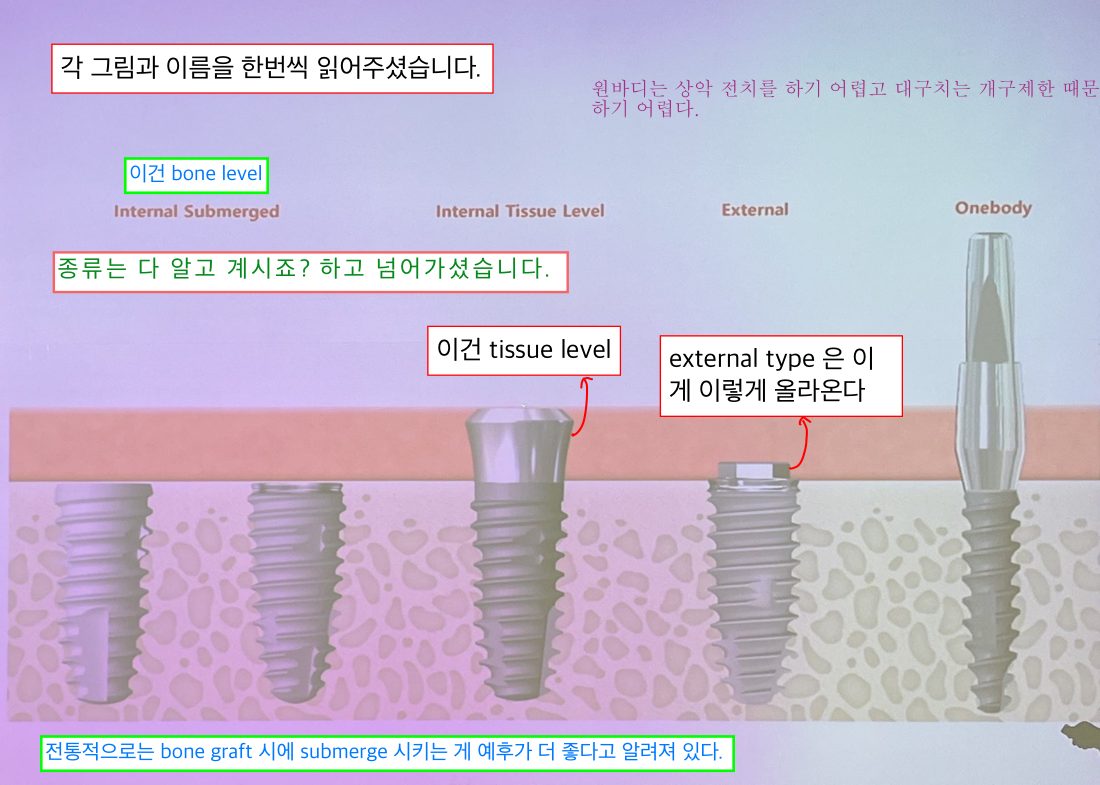 각 그림과 이름을 한번씩 읽어주셨습니다.
원바디는 상악 전치를 하기 어렵고 대구치는 개구제한 때문
하기 어렵다.
이건 bone level
Internal Submerged
Internal Tissue Level
External
Onebody
종류는 다 알고 계시죠? 하고 넘어가셨습니다.
이건 tissue level
external type 은 이
게 이렇게 올라온다
전통적으로는 bone graft 시에 submerge 시키는 게 예후가 더 좋다고 알려져 있다.